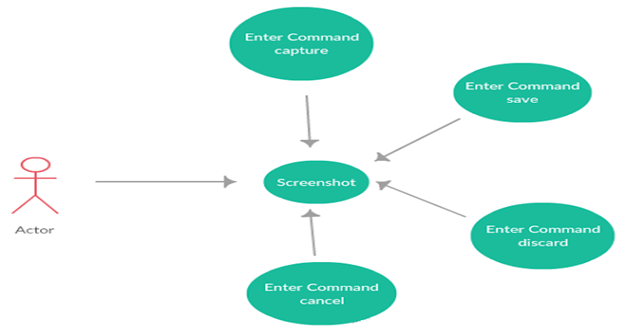 Enter Command
capture
Enter Command
save
Screenshot
Actor
Enter Command
discard
Enter Command
cancel